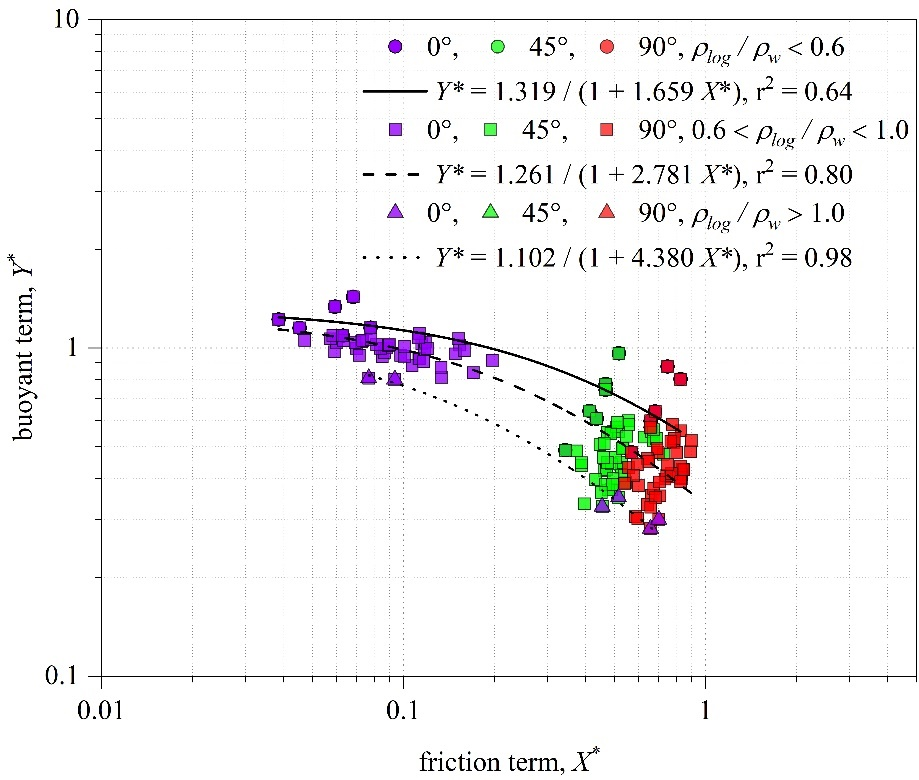 10
0°, 45°, 90°, ρlog / ρw < 0.6
Y* = 1.319 / (1 + 1.659 X*), r² = 0.64
0°, 45°, 90°, 0.6 < ρlog / ρw < 1.0
Y* = 1.261 / (1 + 2.781 X*), r² = 0.80
0°, 45°, 90°, ρlog / ρw > 1.0
Y* = 1.102 / (1 + 4.380 X*), r² = 0.98
buoyant term, Y*
1
0.1
0.01 0.1 1
friction term, X*